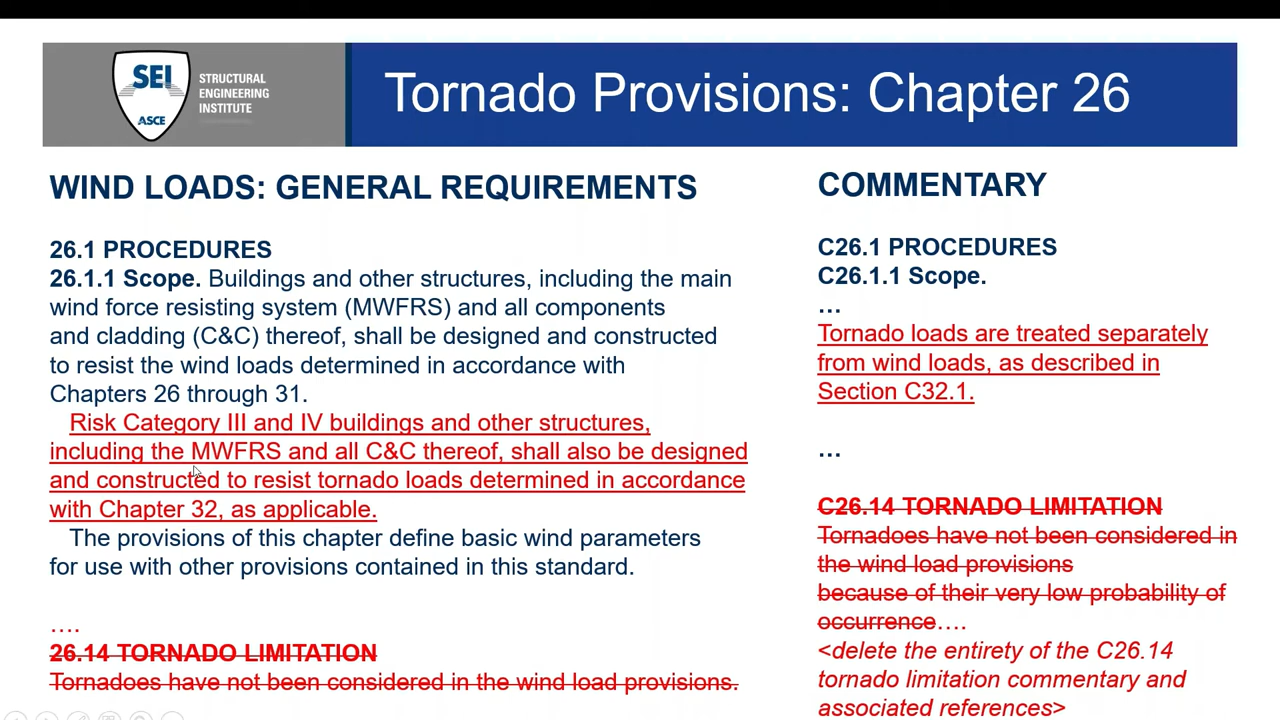 SEI
ASCE
STRUCTURAL
ENGINEERING
INSTITUTE
Tornado Provisions: Chapter 26
WIND LOADS: GENERAL REQUIREMENTS
26.1 PROCEDURES
26.1.1 Scope. Buildings and other structures, including the main
wind force resisting system (MWFRS) and all components
and cladding (C&C) thereof, shall be designed and constructed
to resist the wind loads determined in accordance with
Chapters 26 through 31.
Risk Category III and IV buildings and other structures,
including the MWFRS and all C&C thereof, shall also be designed
and constructed to resist tornado loads determined in accordance
with Chapter 32, as applicable.
The provisions of this chapter define basic wind parameters
for use with other provisions contained in this standard.
....
26.14 TORNADO LIMITATION
Tornadoes have not been considered in the wind load provisions.
COMMENTARY
C26.1 PROCEDURES
C26.1.1 Scope.
...
Tornado loads are treated separately
from wind loads, as described in
Section C32.1.
...
C26.14 TORNADO LIMITATION
Tornadoes have not been considered in
the wind load provisions
because of their very low probability of
occurrence....
<delete the entirety of the C26.14
tornado limitation commentary and
associated references>